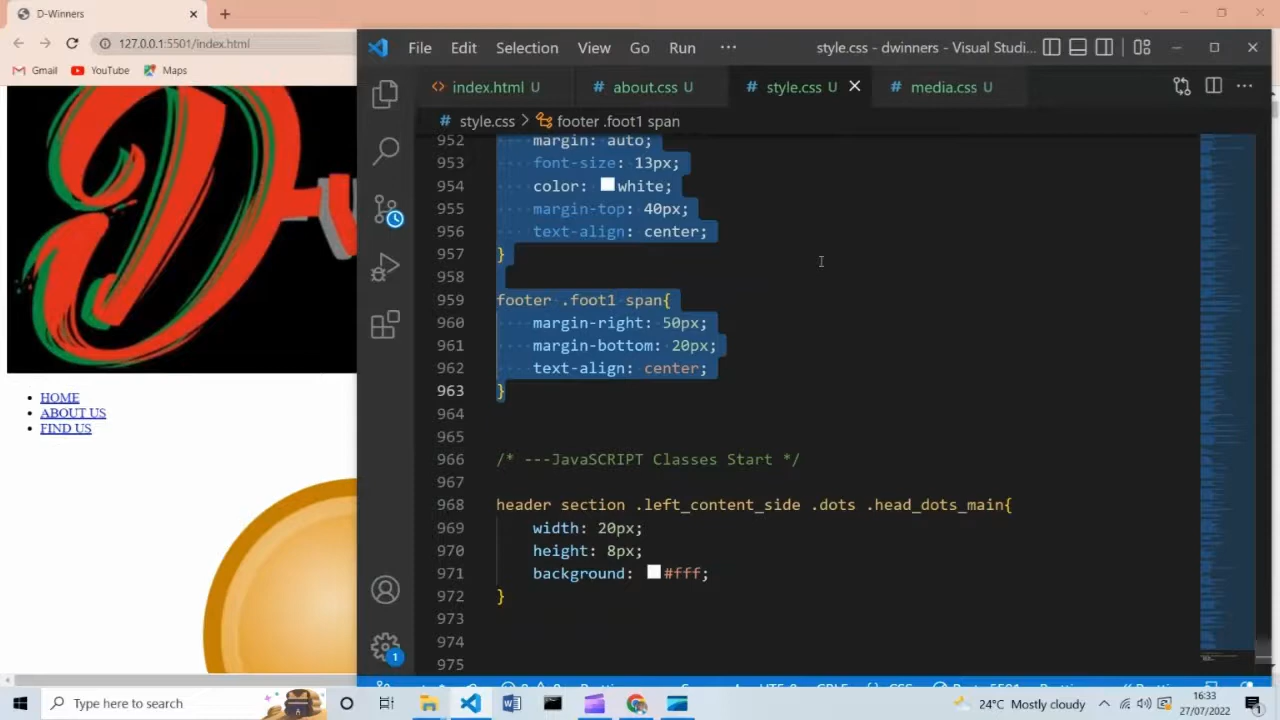 D-Winners
127.0.0.1:5501/index.html
Gmail YouTube Maps
HOME
ABOUT US
FIND US
File Edit Selection View Go Run ··· style.css - dwinners - Visual Studi...
index.html U about.css U style.css U media.css U
style.css > footer .foot1 span
952 margin: auto;
953 font-size: 13px;
954 color: white;
955 margin-top: 40px;
956 text-align: center;
957 }
958
959 footer .foot1 span{
960 margin-right: 50px;
961 margin-bottom: 20px;
962 text-align: center;
963 }
964
965
966 /* ---JavaSCRIPT Classes Start */
967
968 header section .left_content_side .dots .head_dots_main{
969 width: 20px;
970 height: 8px;
971 background: #fff;
972 }
973
974
975
1
Type here to search
24°C Mostly cloudy
16:33
27/07/2022
1